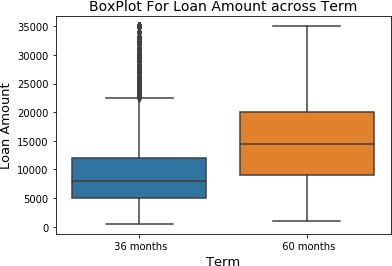 BoxPlot For Loan Amount across Term
35000
30000
25000
20000
15000
10000
5000
0
Loan Amount
36 months
60 months
Term